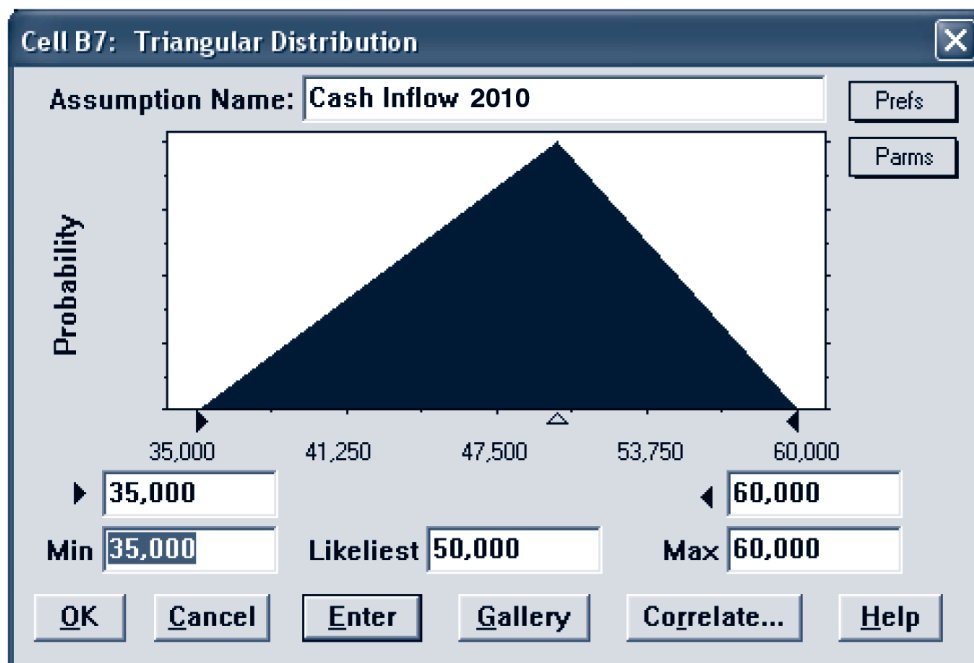 Cell B7: Triangular Distribution
Assumption Name: Cash Inflow 2010
Prefs
Parms
Probability
35,000 41,250 47,500 53,750 60,000
35,000 60,000
Min 35,000 Likeliest 50,000 Max 60,000
OK Cancel Enter Gallery Correlate... Help